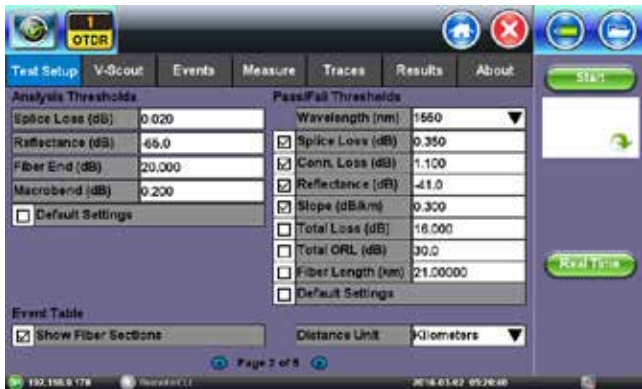 1
OTDR
Test Setup V-Scout Events Measure Traces Results About
Start
Analysis Thresholds
Splice Loss (dB) 0.020
Reflectance (dB) -65.0
Fiber End (dB) 20.000
Macrobend (dB) 0.200
Default Settings
Pass/Fail Thresholds
Wavelength (nm) 1550
Splice Loss (dB) 0.350
Conn. Loss (dB) 1.100
Reflectance (dB) -41.0
Slope (dB/km) 0.300
Total Loss (dB) 16.000
Total ORL (dB) 30.0
Fiber Length (km) 21.00000
Default Settings
Real Time
Event Table
Show Fiber Sections
Distance Unit Kilometers
Page 2 of 5
192.168.0.178